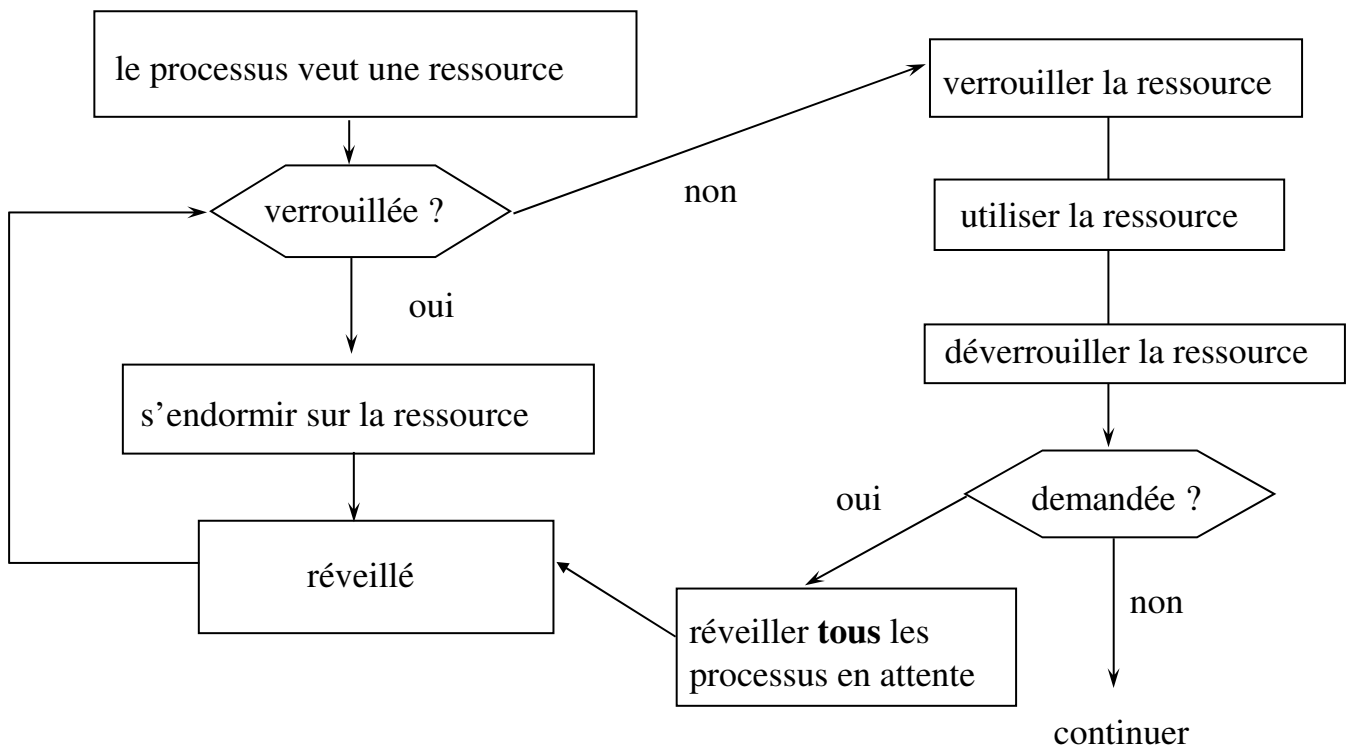 le processus veut une ressource
verrouillée ?
non
oui
s’endormir sur la ressource
réveillé
verrouiller la ressource
utiliser la ressource
déverrouiller la ressource
demandée ?
oui
non
réveiller tous les
processus en attente
continuer